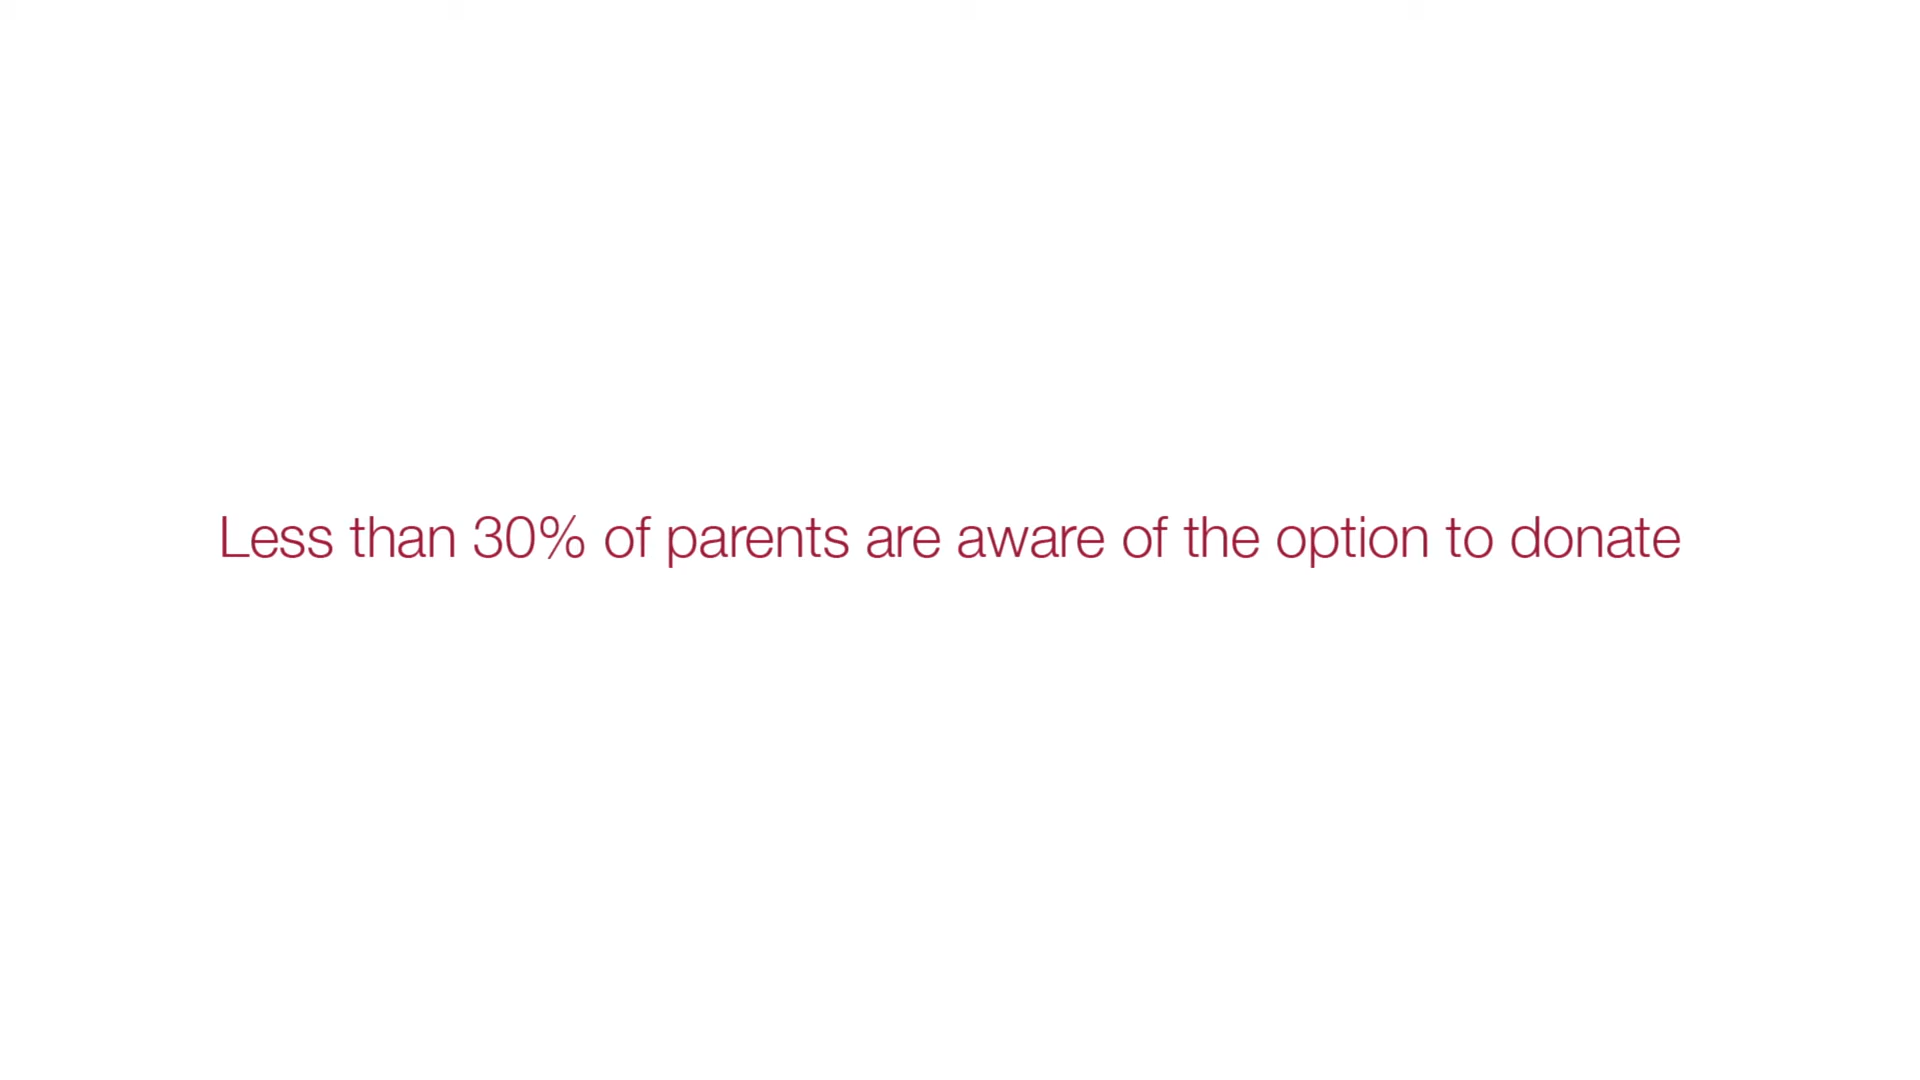 Less than 30% of parents are aware of the option to donate